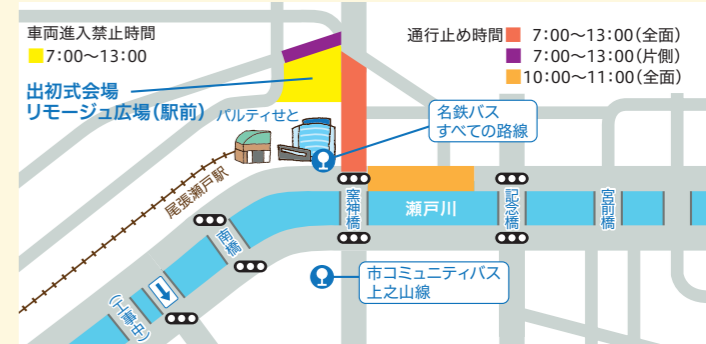 車両進入禁止時間
7:00〜13:00
通行止め時間 7:00〜13:00(全面)
7:00〜13:00(片側)
10:00〜11:00(全面)
出初式会場
リモージュ広場(駅前)
パルティせと
名鉄バス
すべての路線
尾張瀬戸駅
窯神橋
瀬戸川
記念橋
宮前橋
南橋
市コミュニティバス
上之山線
(工事中)